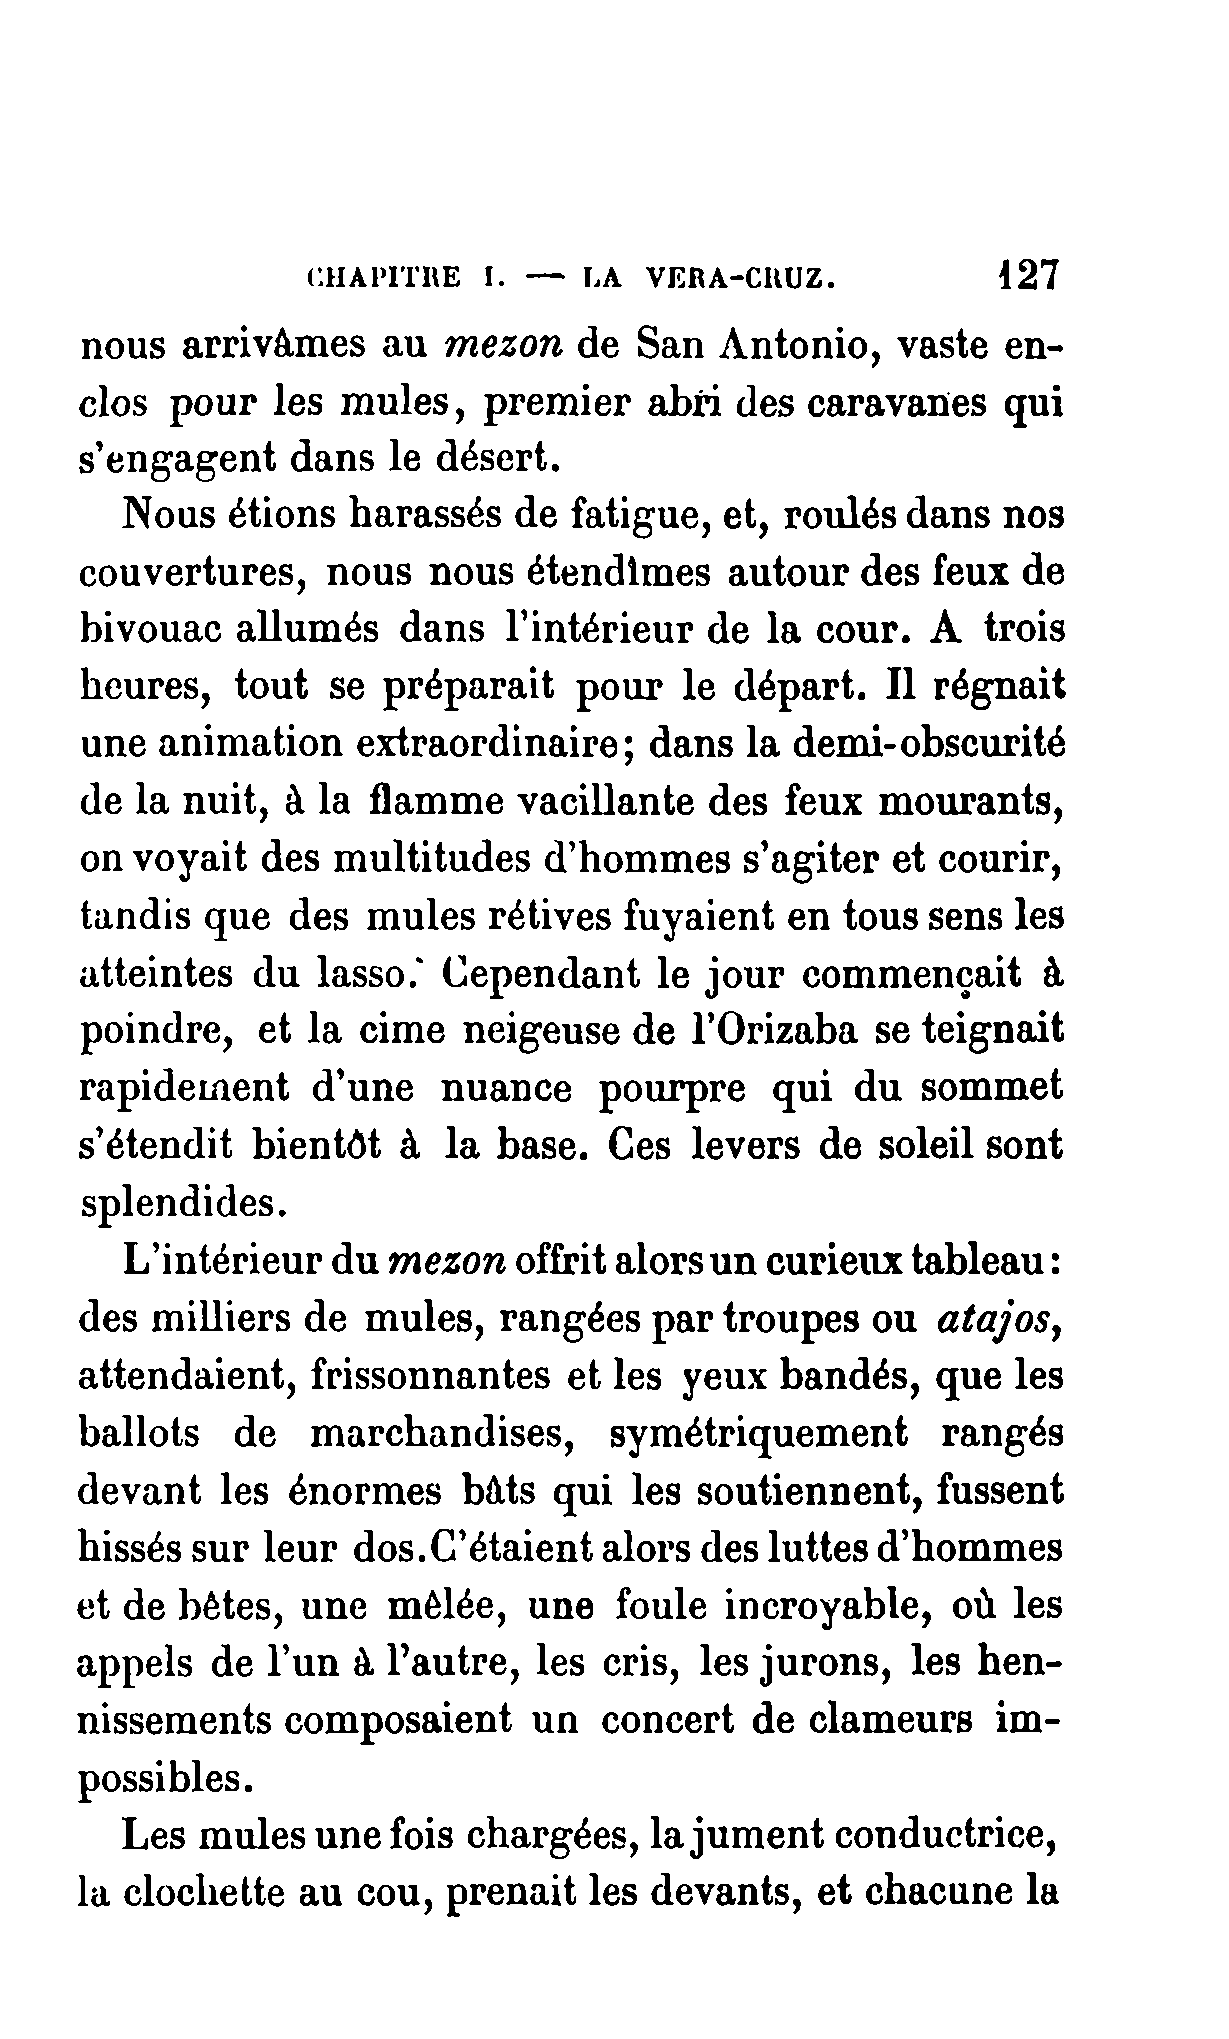 CHAPITRE I. — LA VERA-CRUZ. 127
nous arrivâmes au mezon de San Antonio, vaste en-
clos pour les mules, premier abri des caravanes qui
s'engagent dans le désert.
Nous étions harassés de fatigue, et, roulés dans nos
couvertures, nous nous étendîmes autour des feux de
bivouac allumés dans l'intérieur de la cour. A trois
heures, tout se préparait pour le départ. Il régnait
une animation extraordinaire; dans la demi-obscurité
de la nuit, à la flamme vacillante des feux mourants,
on voyait des multitudes d'hommes s'agiter et courir,
tandis que des mules rétives fuyaient en tous sens les
atteintes du lasso. Cependant le jour commençait à
poindre, et la cime neigeuse de l'Orizaba se teignait
rapidement d'une nuance pourpre qui du sommet
s'étendit bientôt à la base. Ces levers de soleil sont
splendides.
L'intérieur du mezon offrit alors un curieux tableau:
des milliers de mules, rangées par troupes ou atajos,
attendaient, frissonnantes et les yeux bandés, que les
ballots de marchandises, symétriquement rangés
devant les énormes bâts qui les soutiennent, fussent
hissés sur leur dos. C'étaient alors des luttes d'hommes
et de bêtes, une mêlée, une foule incroyable, où les
appels de l'un à l'autre, les cris, les jurons, les hen-
nissements composaient un concert de clameurs im-
possibles.
Les mules une fois chargées, la jument conductrice,
la clochette au cou, prenait les devants, et chacune la